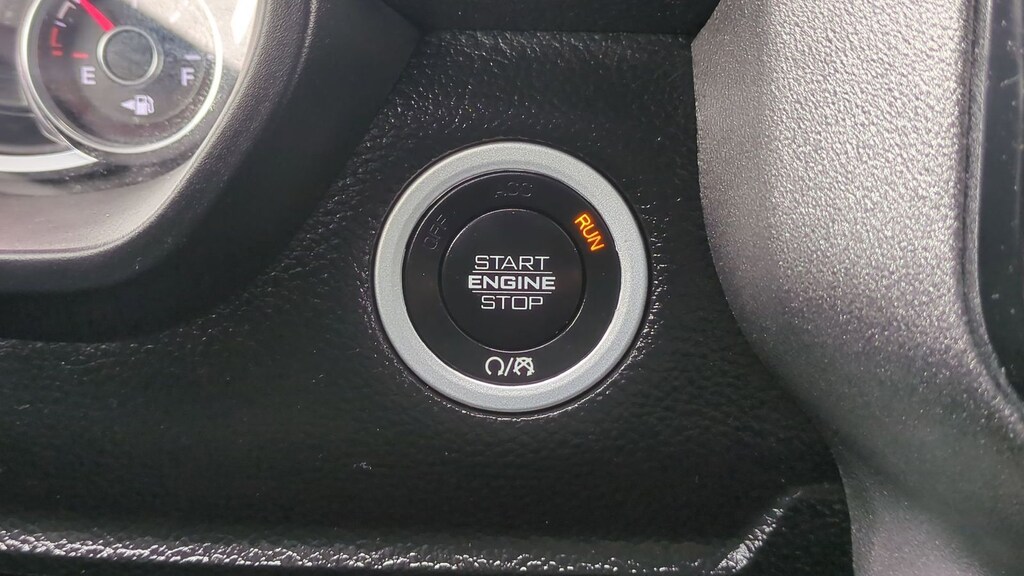 E
F
ACC
OFF
RUN
START
ENGINE
STOP